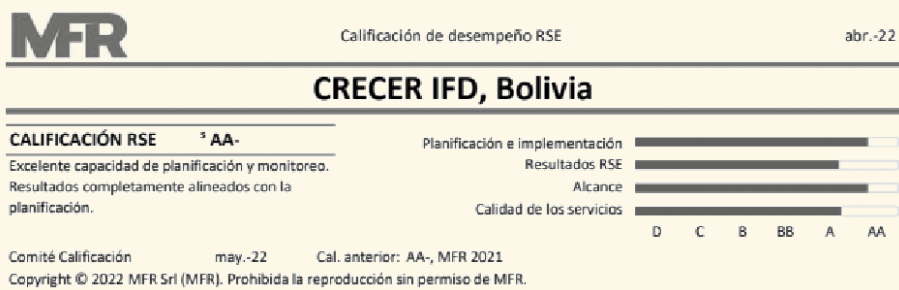 MFR
Calificación de desempeño RSE
abr.-22
CRECER IFD, Bolivia
CALIFICACIÓN RSE s AA-
Excelente capacidad de planificación y monitoreo.
Resultados completamente alineados con la
planificación.
Planificación e implementación
Resultados RSE
Alcance
Calidad de los servicios
D C B BB A AA
Comité Calificación may.-22 Cal. anterior: AA-, MFR 2021
Copyright © 2022 MFR Srl (MFR). Prohibida la reproducción sin permiso de MFR.